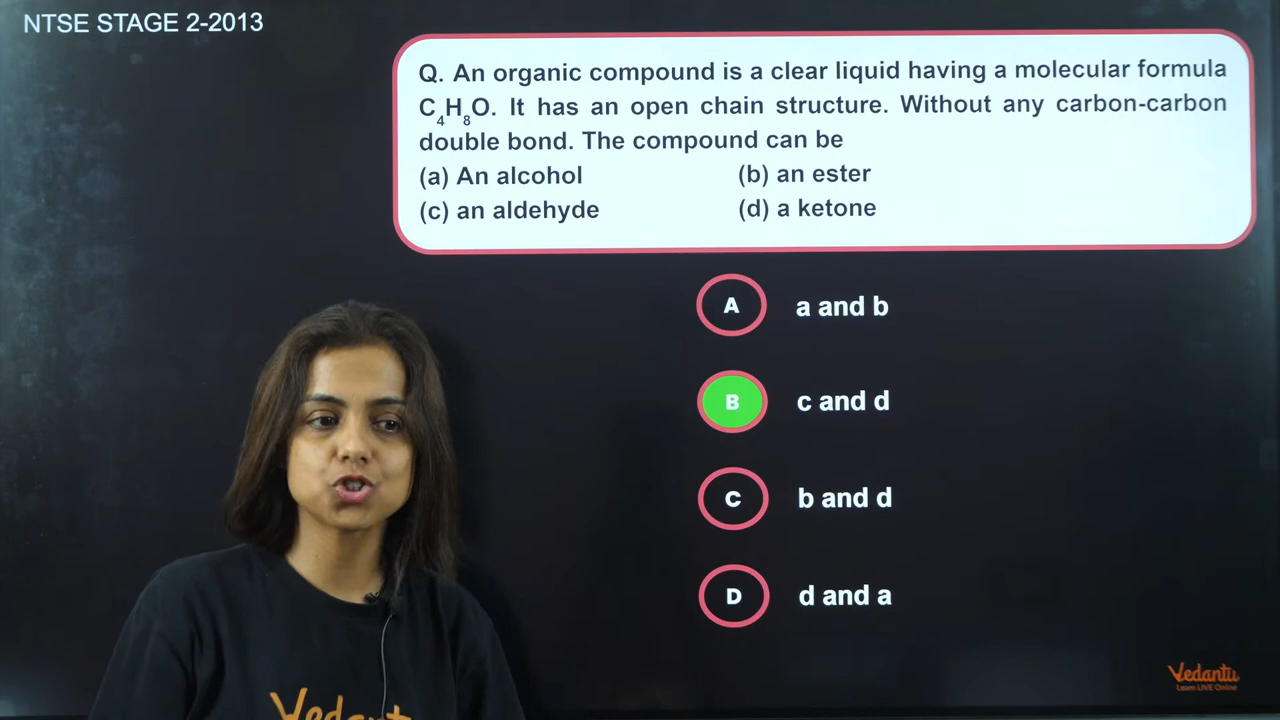 NTSE STAGE 2-2013
Q. An organic compound is a clear liquid having a molecular formula
C₄H₈O. It has an open chain structure. Without any carbon-carbon
double bond. The compound can be
(a) An alcohol (b) an ester
(c) an aldehyde (d) a ketone
A a and b
B c and d
C b and d
D d and a
Vedantu
Learn LIVE Online
Vedantu